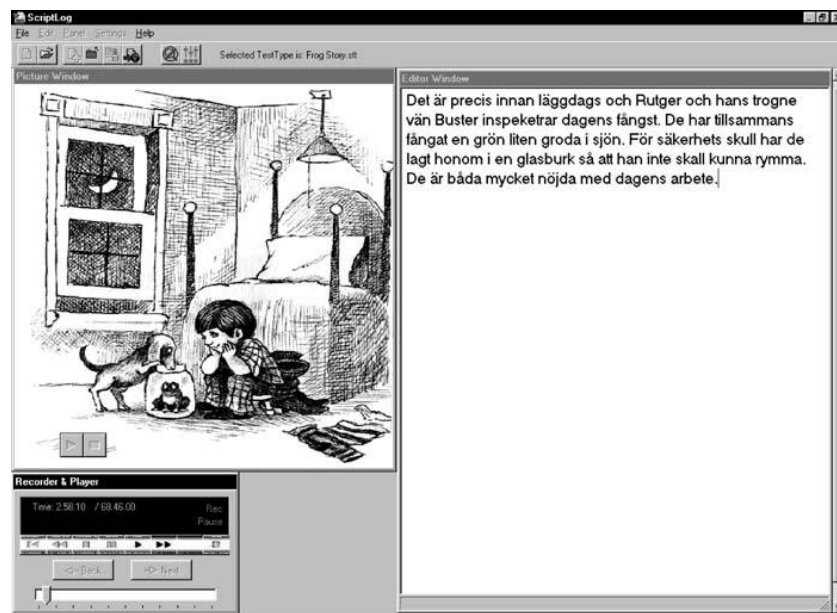 ScriptLog
File Edit Panel Settings Help
Selected TestType is: Frog Story.stt
Picture Window
Editor Window
Det är precis innan läggdags och Rutger och hans trogne
vän Buster inspeketrar dagens fångst. De har tillsammans
fångat en grön liten groda i sjön. För säkerhets skull har de
lagt honom i en glasburk så att han inte skall kunna rymma.
De är båda mycket nöjda med dagens arbete.
Recorder & Player
Time: 2.58.10 / 68.46.00 Rec
Pause
Back Next